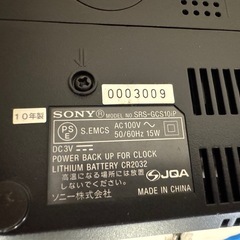 0003009
10年製
SONY® MODEL NO. SRS-GCS10iP
PS
E
S.EMCS
AC100V
50/60Hz 15W
DC3V
POWER BACK UP FOR CLOCK
LITHIUM BATTERY CR2032
高温になる場所には放置
しないでください。
JQA
ソニー株式会社
MADE IN CHINA